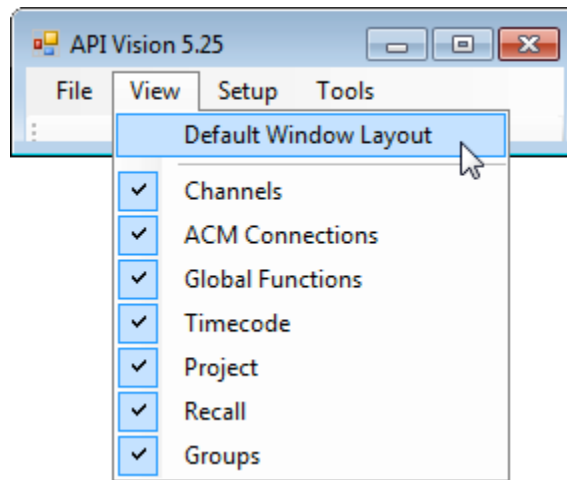 API Vision 5.25
File View Setup Tools
Default Window Layout
Channels
ACM Connections
Global Functions
Timecode
Project
Recall
Groups